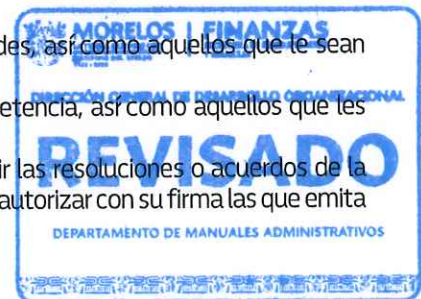 MORELOS | FINANZAS
des, así como aquellos que le sean
DIRECCIÓN GENERAL DE DESARROLLO ORGANIZACIONAL
petencia, así como aquellos que les
REVISADO
ir las resoluciones o acuerdos de la
autorizar con su firma las que emita
DEPARTAMENTO DE MANUALES ADMINISTRATIVOS